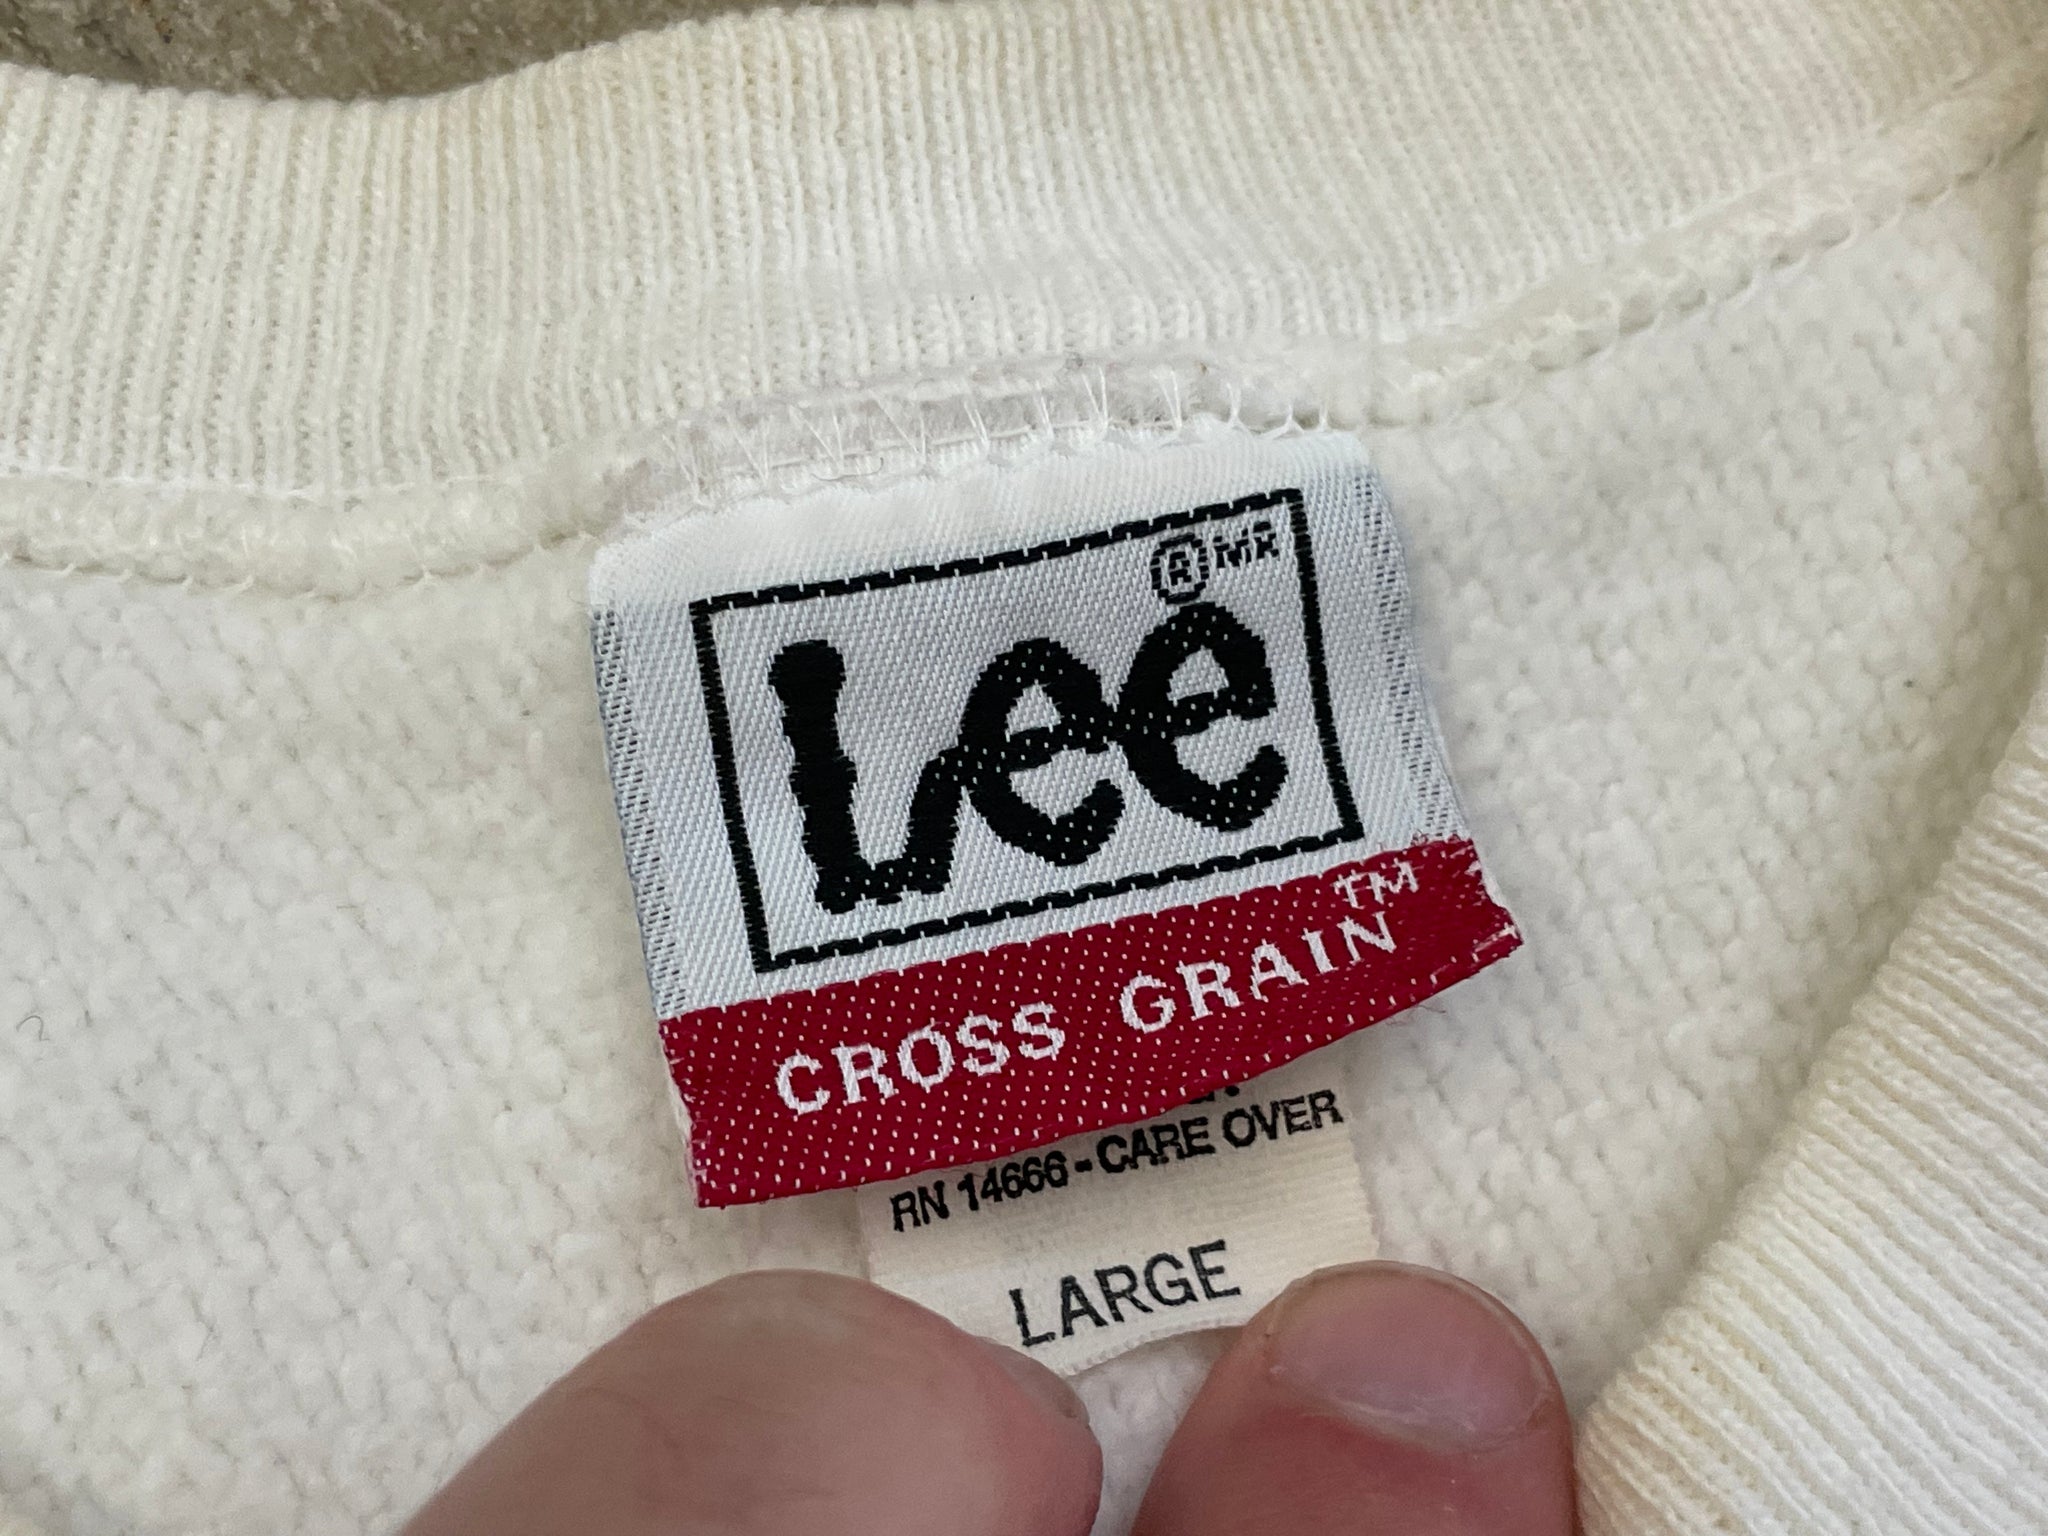 ® MR
Lee
CROSS GRAIN™
RN 14666 - CARE OVER
LARGE